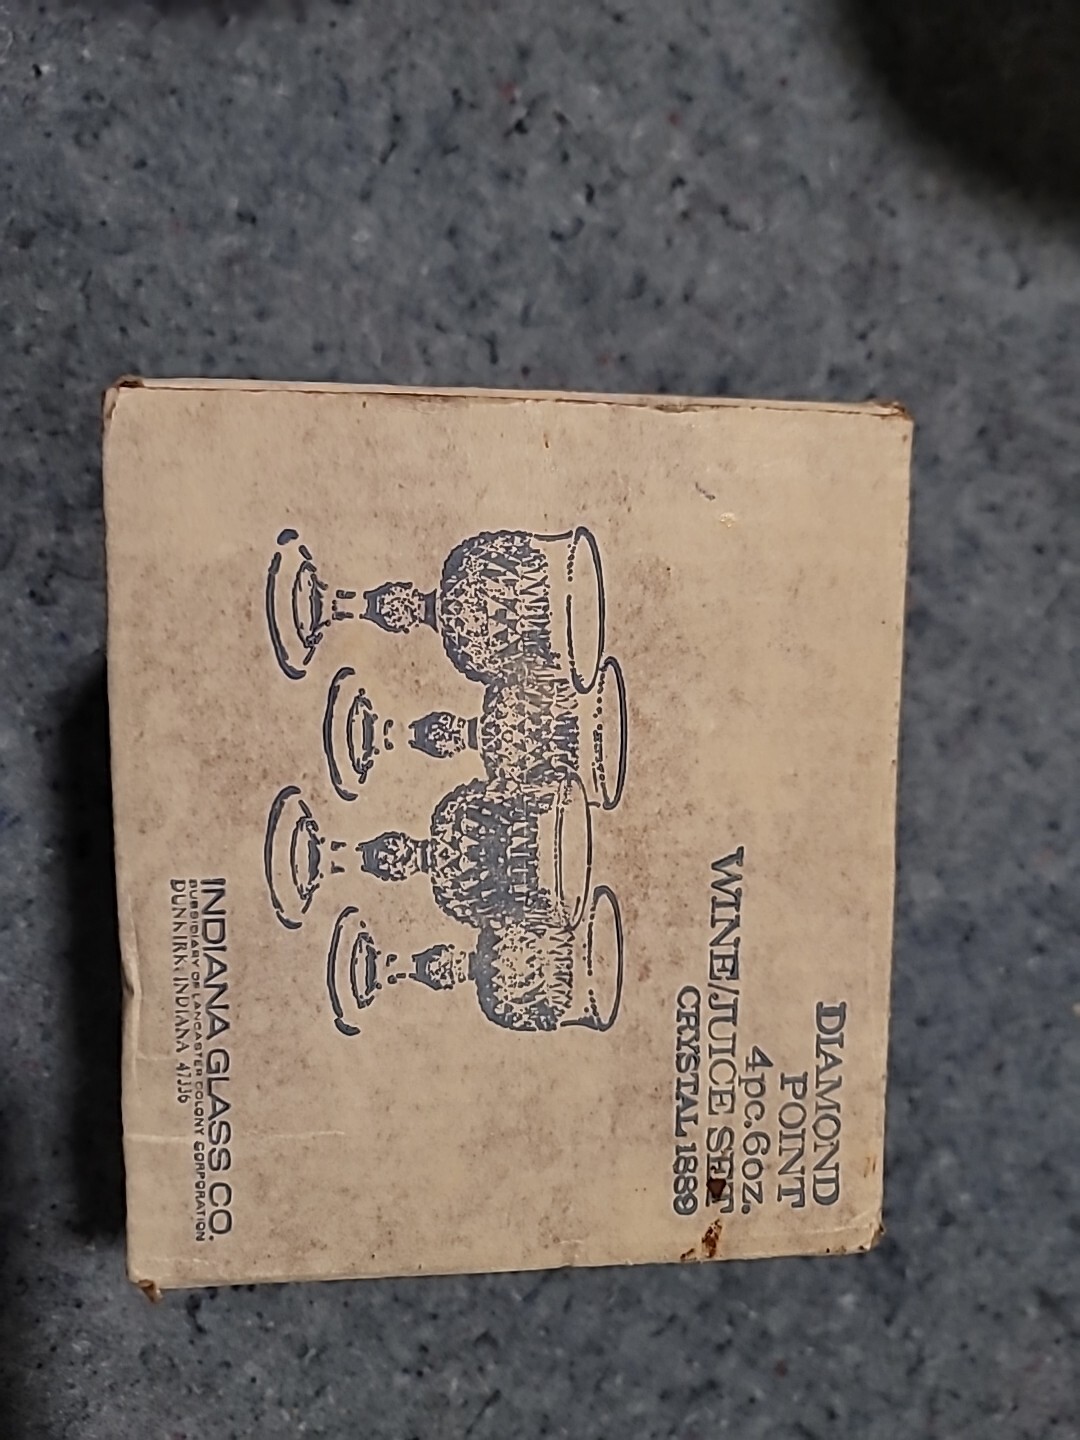 DIAMOND
POINT
4pc. 6oz.
WINE/JUICE SET
CRYSTAL 1889
INDIANA GLASS CO.
SUBSIDIARY OF LANCASTER COLONY CORPORATION
DUNKIRK, INDIANA 47336